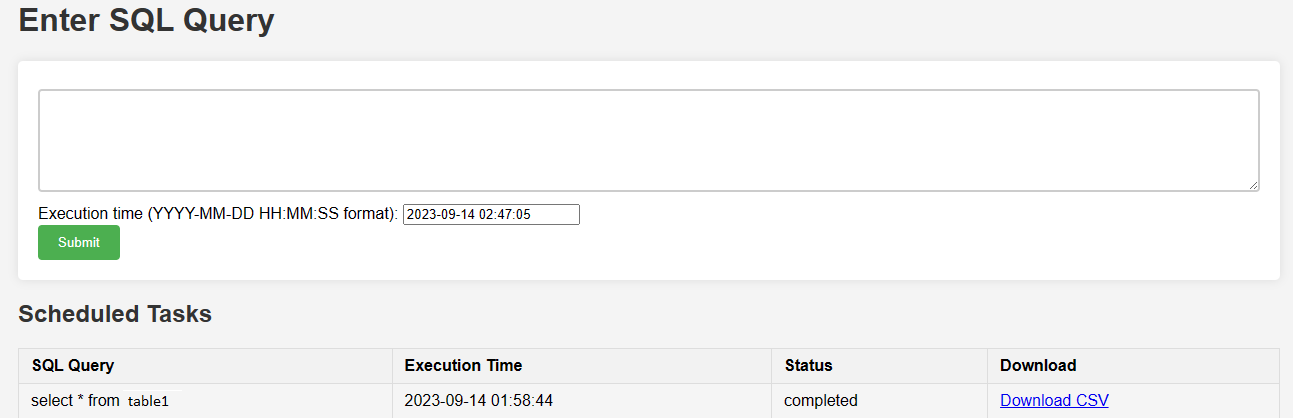 Enter SQL Query
Execution time (YYYY-MM-DD HH:MM:SS format): 2023-09-14 02:47:05
Submit
Scheduled Tasks
SQL Query Execution Time Status Download
select * from table1 2023-09-14 01:58:44 completed Download CSV